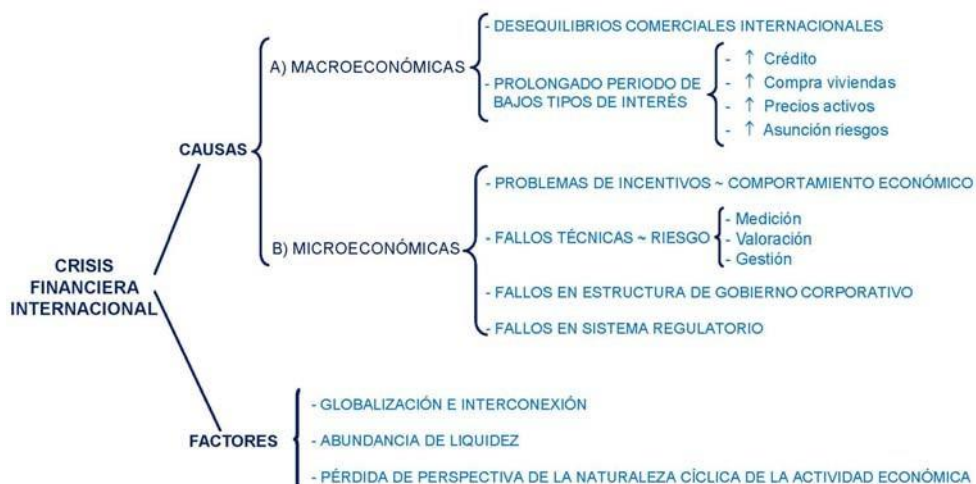 CRISIS
FINANCIERA
INTERNACIONAL
CAUSAS
A) MACROECONÓMICAS
- DESEQUILIBRIOS COMERCIALES INTERNACIONALES
- PROLONGADO PERIODO DE
BAJOS TIPOS DE INTERÉS
- ↑ Crédito
- ↑ Compra viviendas
- ↑ Precios activos
- ↑ Asunción riesgos
B) MICROECONÓMICAS
- PROBLEMAS DE INCENTIVOS ~ COMPORTAMIENTO ECONÓMICO
- FALLOS TÉCNICAS ~ RIESGO
- Medición
- Valoración
- Gestión
- FALLOS EN ESTRUCTURA DE GOBIERNO CORPORATIVO
- FALLOS EN SISTEMA REGULATORIO
FACTORES
- GLOBALIZACIÓN E INTERCONEXIÓN
- ABUNDANCIA DE LIQUIDEZ
- PÉRDIDA DE PERSPECTIVA DE LA NATURALEZA CÍCLICA DE LA ACTIVIDAD ECONÓMICA